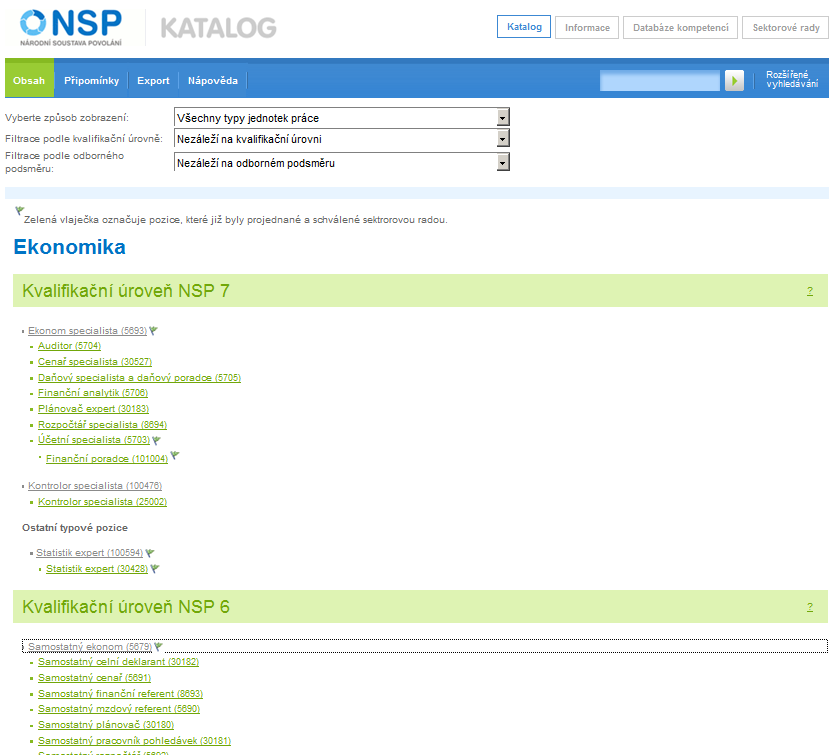 NSP
NÁRODNÍ SOUSTAVA POVOLÁNÍ
KATALOG
Katalog
Informace
Databáze kompetencí
Sektorové rady
Obsah
Připomínky
Export
Nápověda
Rozšířené
vyhledávání
Vyberte způsob zobrazení:
Všechny typy jednotek práce
Filtrace podle kvalifikační úrovně:
Nezáleží na kvalifikační úrovni
Filtrace podle odborného
podsměru:
Nezáleží na odborném podsměru
Zelená vlaječka označuje pozice, které již byly projednané a schválené sektrorovou radou.
Ekonomika
Kvalifikační úroveň NSP 7
?
Ekonom specialista (5693)
Auditor (5704)
Cenař specialista (30527)
Daňový specialista a daňový poradce (5705)
Finanční analytik (5706)
Plánovač expert (30183)
Rozpočtář specialista (8694)
Účetní specialista (5703)
Finanční poradce (101004)
Kontrolor specialista (100476)
Kontrolor specialista (25002)
Ostatní typové pozice
Statistik expert (100594)
Statistik expert (30428)
Kvalifikační úroveň NSP 6
?
Samostatný ekonom (5679)
Samostatný celní deklarant (30182)
Samostatný cenař (5691)
Samostatný finanční referent (8693)
Samostatný mzdový referent (5690)
Samostatný plánovač (30180)
Samostatný pracovník pohledávek (30181)
Samostatný rozpočtář (5692)